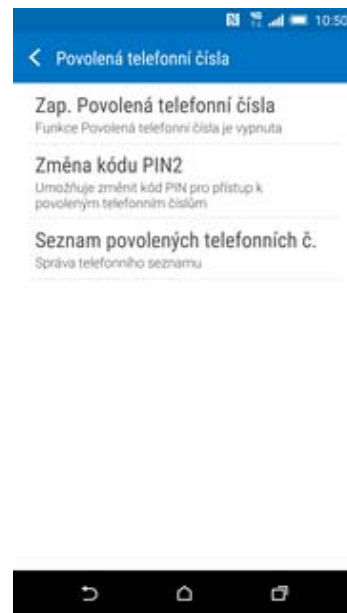 10:50
Povolená telefonní čísla
Zap. Povolená telefonní čísla
Funkce Povolená telefonní čísla je vypnuta
Změna kódu PIN2
Umožňuje změnit kód PIN pro přístup k
povoleným telefonním číslům
Seznam povolených telefonních č.
Správa telefonního seznamu